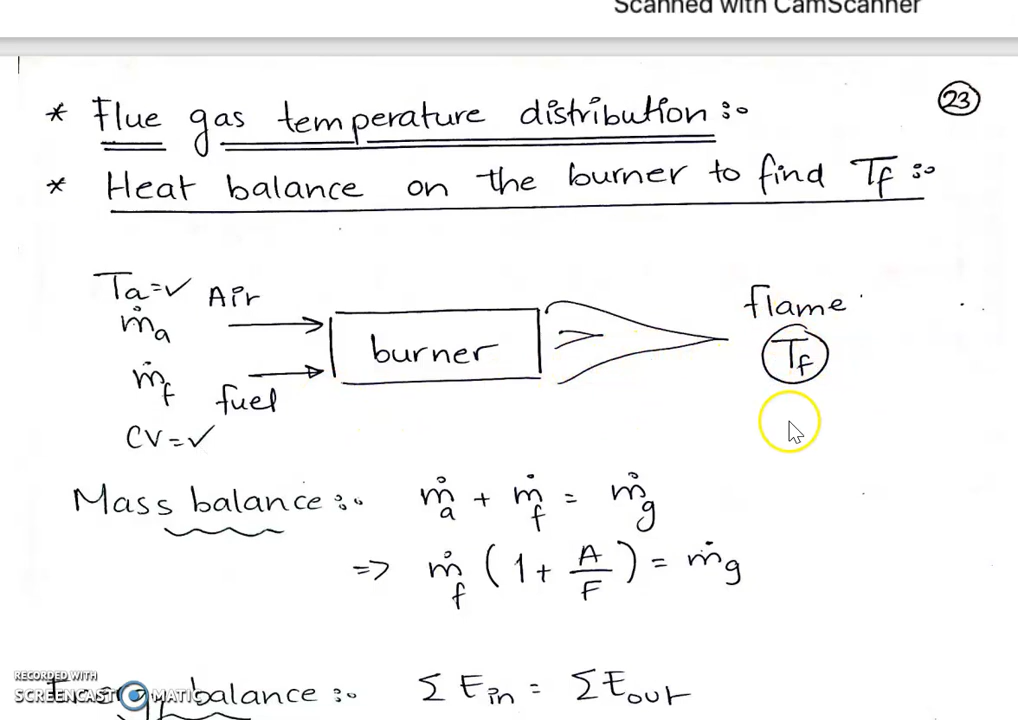 Scanned with CamScanner
* Flue gas temperature distribution :-
23
* Heat balance on the burner to find Tf :-
Ta=✓ Air
ṁa
flame
burner
Tf
ṁf fuel
CV=✓
Mass balance :- ṁa + ṁf = ṁg
=> ṁf (1 + A/F) = ṁg
RECORDED WITH
SCREENCAST MATIC
balance :- Σ Ein = ΣEout